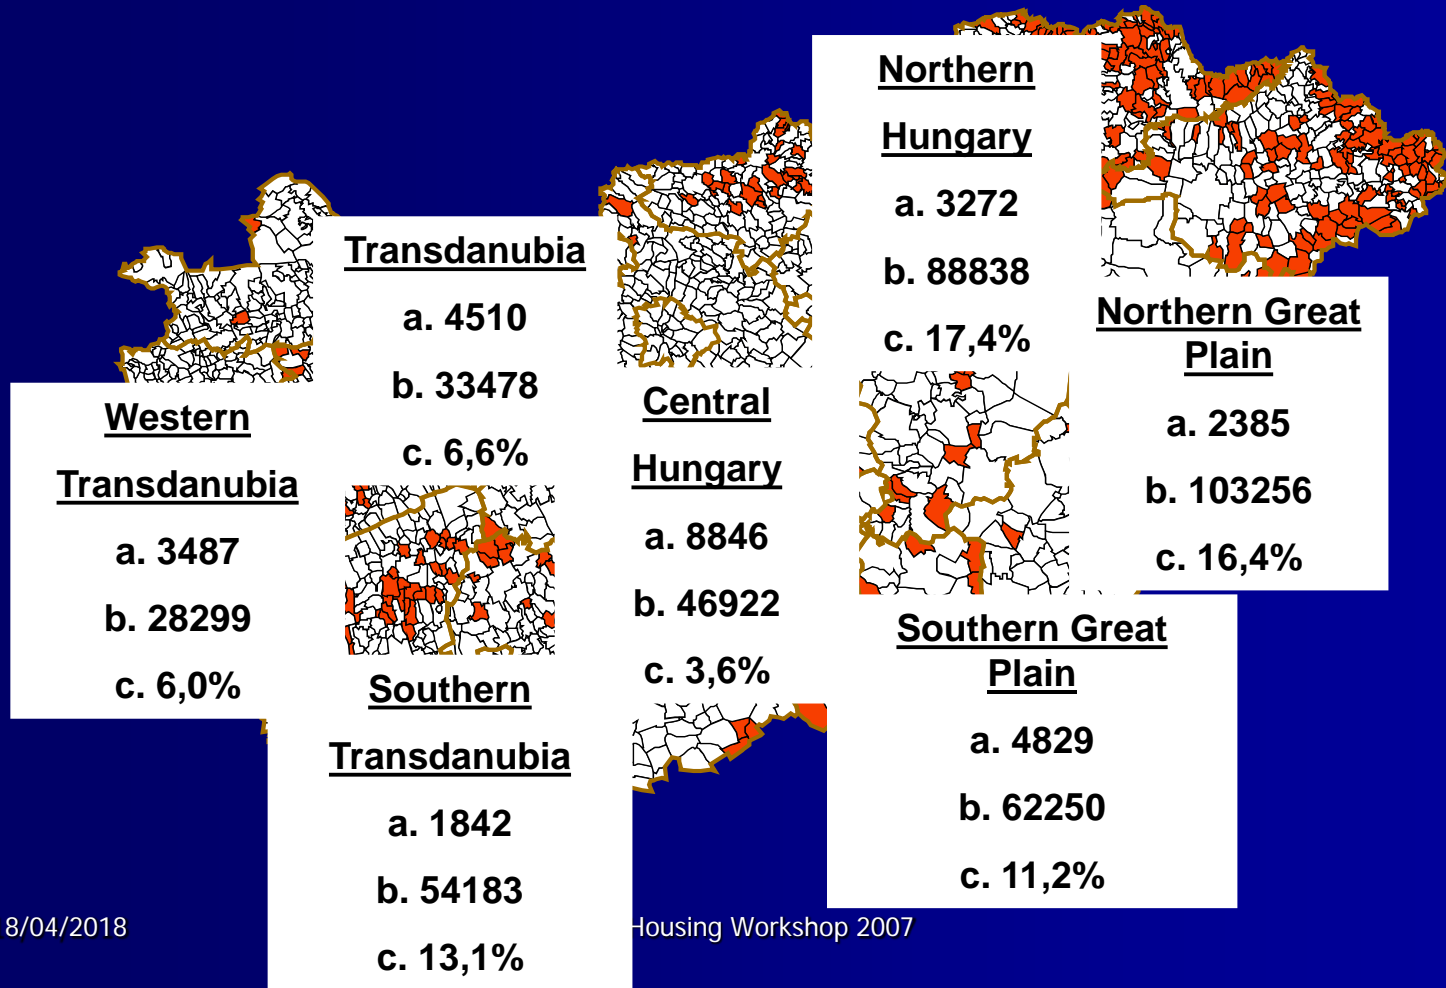 Northern
Hungary
a. 3272
b. 88838
c. 17,4%
Transdanubia
a. 4510
b. 33478
c. 6,6%
Northern Great
Plain
a. 2385
b. 103256
c. 16,4%
Western
Transdanubia
a. 3487
b. 28299
c. 6,0%
Central
Hungary
a. 8846
b. 46922
c. 3,6%
Southern Great
Plain
a. 4829
b. 62250
c. 11,2%
Southern
Transdanubia
a. 1842
b. 54183
c. 13,1%
8/04/2018
Housing Workshop 2007